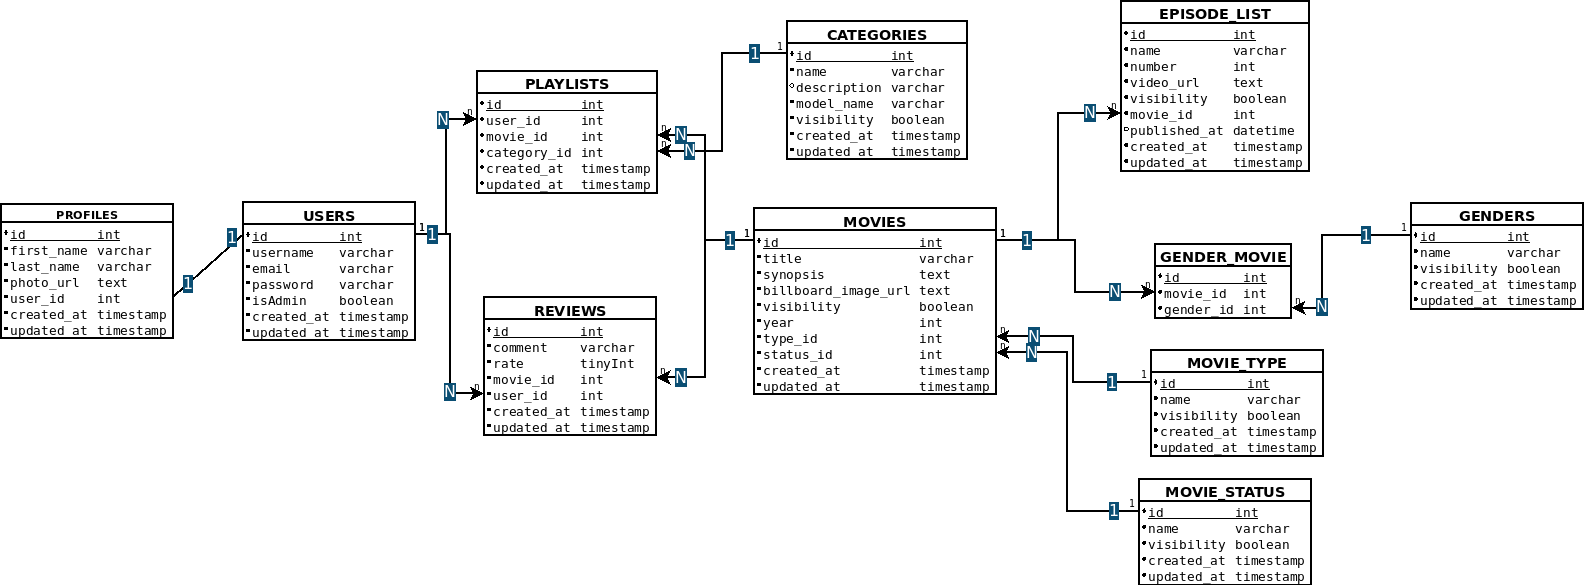 PROFILES
id int
first_name varchar
last_name varchar
photo_url text
user_id int
created_at timestamp
updated_at timestamp
1
1
USERS
id int
username varchar
email varchar
password varchar
isAdmin boolean
created_at timestamp
updated_at timestamp
1
1
N
n
N
n
PLAYLISTS
id int
user_id int
movie_id int
category_id int
created_at timestamp
updated_at timestamp
n
N
n
N
REVIEWS
id int
comment varchar
rate tinyInt
movie_id int
user_id int
created_at timestamp
updated_at timestamp
n
N
1
1
CATEGORIES
id int
name varchar
description varchar
model_name varchar
visibility boolean
created_at timestamp
updated_at timestamp
1
1
MOVIES
id int
title varchar
synopsis text
billboard_image_url text
visibility boolean
year int
type_id int
status_id int
created_at timestamp
updated_at timestamp
1
1
N
n
N
n
n
N
n
N
EPISODE_LIST
id int
name varchar
number int
video_url text
visibility boolean
movie_id int
published_at datetime
created_at timestamp
updated_at timestamp
GENDER_MOVIE
id int
movie_id int
gender_id int
n
N
1
1
GENDERS
id int
name varchar
visibility boolean
created_at timestamp
updated_at timestamp
1
1
MOVIE_TYPE
id int
name varchar
visibility boolean
created_at timestamp
updated_at timestamp
1
1
MOVIE_STATUS
id int
name varchar
visibility boolean
created_at timestamp
updated_at timestamp